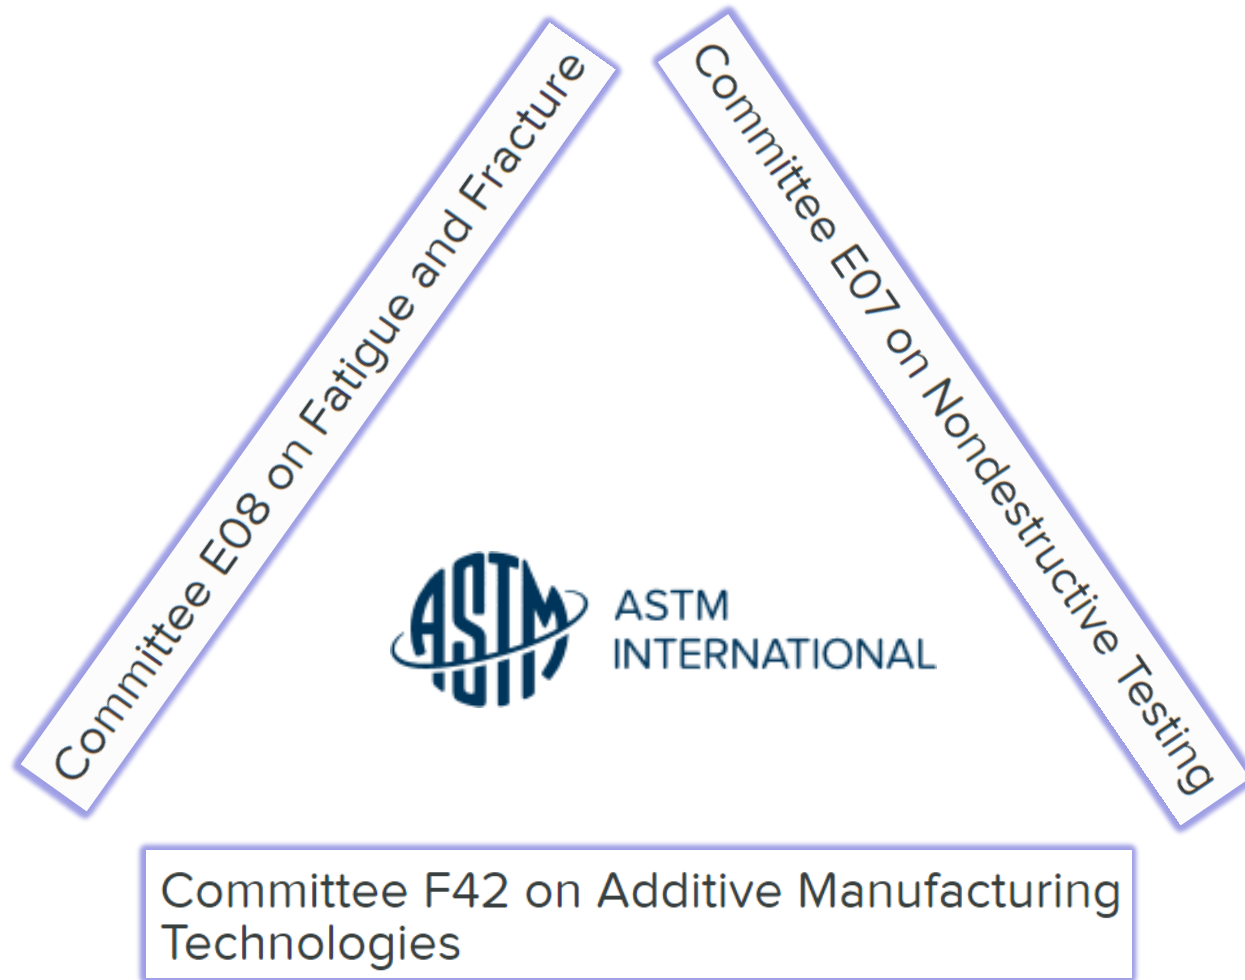 Committee E08 on Fatigue and Fracture
Committee E07 on Nondestructive Testing
ASTM
ASTM
INTERNATIONAL
Committee F42 on Additive Manufacturing
Technologies